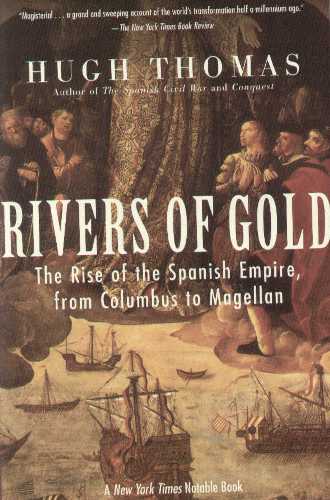 "Magisterial ... a grand and sweeping account of the world's transformation half a millennium ago."
—The New York Times Book Review
HUGH THOMAS
Author of The Spanish Civil War and Conquest
RIVERS OF GOLD
The Rise of the Spanish Empire,
from Columbus to Magellan
A New York Times Notable Book